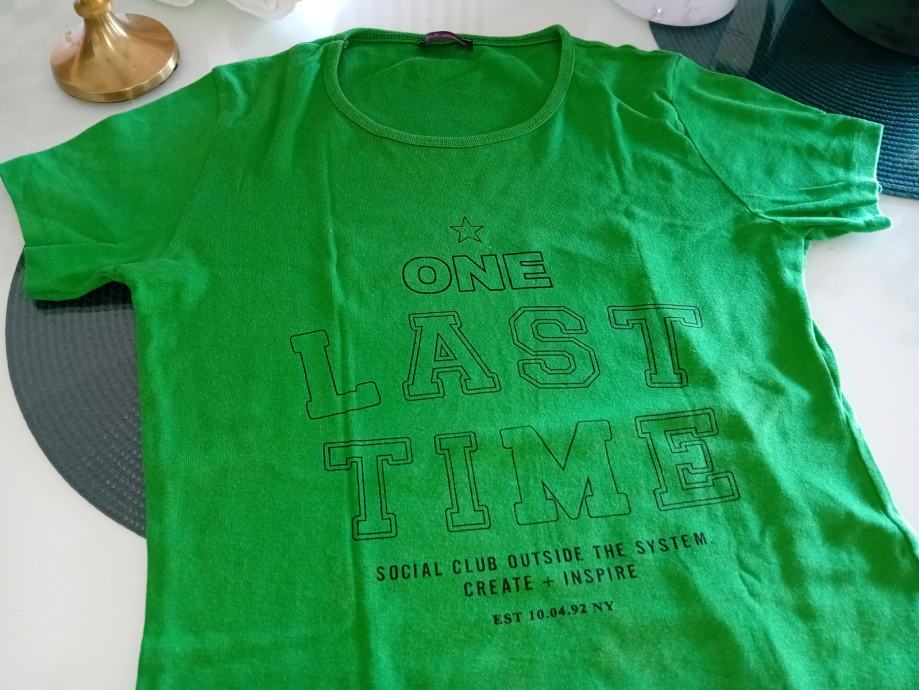 ONE
LAST
TIME
SOCIAL CLUB OUTSIDE THE SYSTEM
CREATE + INSPIRE
EST 10.04.92 NY